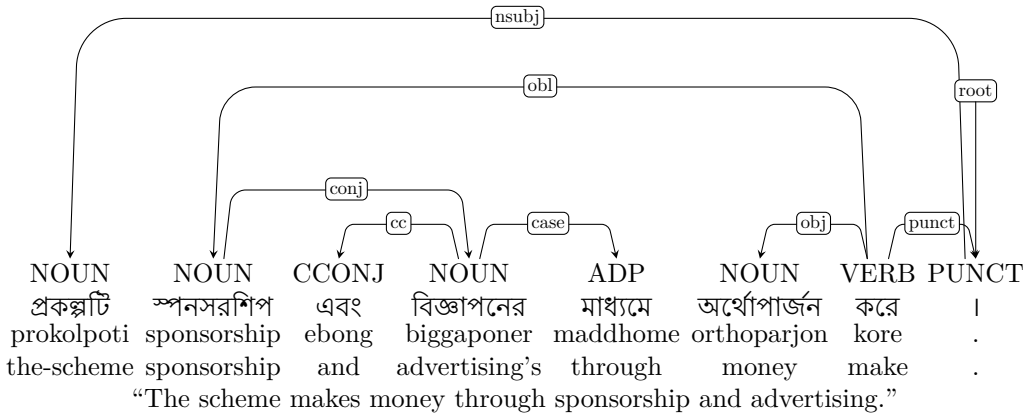 nsubj
obl
root
conj
cc case obj punct
NOUN NOUN CCONJ NOUN ADP NOUN VERB PUNCT
প্রকল্পটি স্পনসরশিপ এবং বিজ্ঞাপনের মাধ্যমে অর্থোপার্জন করে ।
prokolpoti sponsorship ebong biggaponer maddhome orthoparjon kore .
the-scheme sponsorship and advertising's through money make .
“The scheme makes money through sponsorship and advertising.”